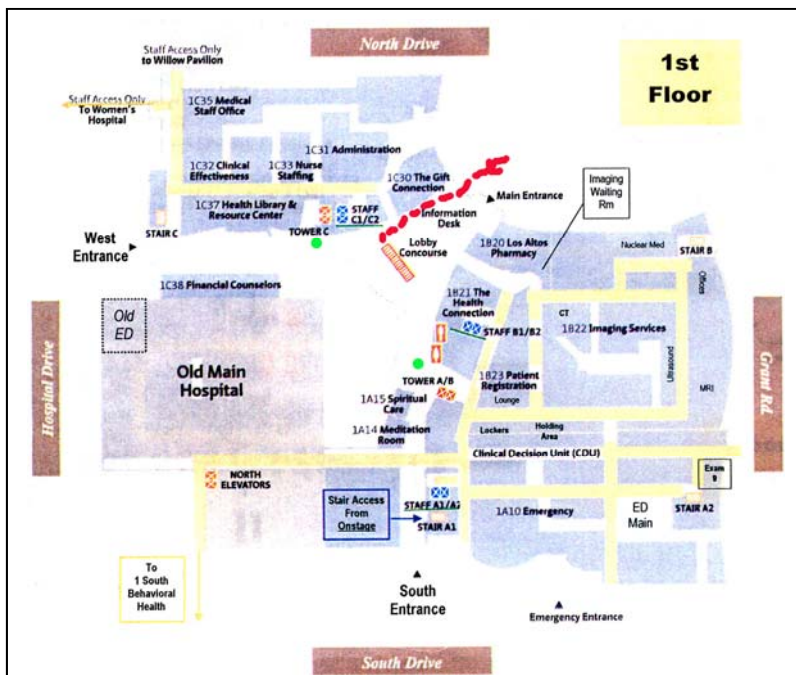 North Drive
1st
Floor
Staff Access Only
to Willow Pavilion
Staff Access Only
To Women's
Hospital
1C35 Medical
Staff Office
1C31 Administration
1C32 Clinical
Effectiveness
1C33 Nurse
Staffing
1C30 The Gift
Connection
Main Entrance
Imaging
Waiting
Rm
1C37 Health Library &
Resource Center
STAFF
C1/C2
Information
Desk
STAIR C
TOWER C
Lobby
Concourse
West
Entrance
1B20 Los Altos
Pharmacy
Nuclear Med
STAIR B
Offices
1C38 Financial Counselors
1B21 The
Health
Connection
CT
STAFF B1/B2
1B22 Imaging Services
Old
ED
Old Main
Hospital
Hospital Drive
Grant Rd.
Ultrasound
MRI
TOWER A/B
1B23 Patient
Registration
1A15 Spiritual
Care
Lounge
1A14 Meditation
Room
Lockers
Holding
Area
Clinical Decision Unit (CDU)
Exam
9
NORTH
ELEVATORS
Stair Access
From
Onstage
STAFF A1/A2
STAIR A1
1A10 Emergency
ED
Main
STAIR A2
To
1 South
Behavioral
Health
South
Entrance
Emergency Entrance
South Drive